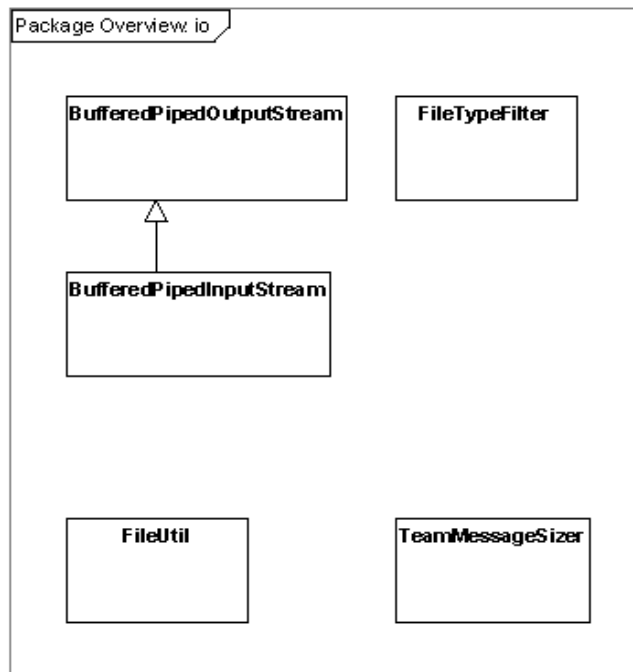 Package Overview: io
BufferedPipedOutputStream
FileTypeFilter
BufferedPipedInputStream
FileUtil
TeamMessageSizer